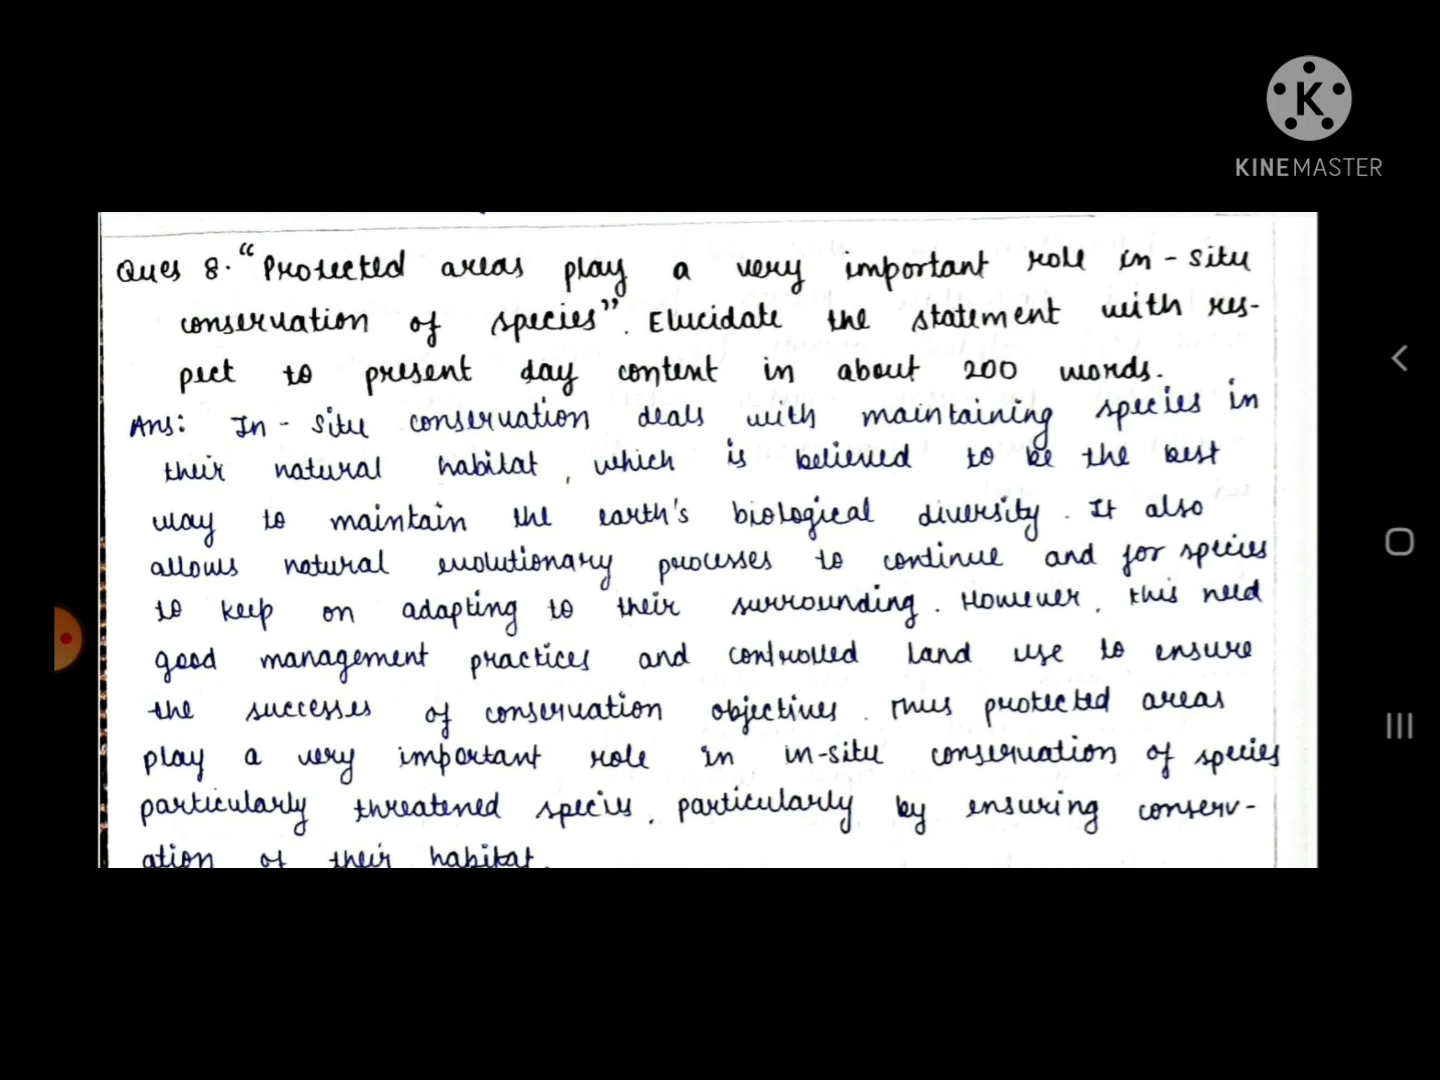 K
KINEMASTER
Ques 8. "Protected areas play a very important role in-situ
conservation of species". Elucidate the statement with res-
pect to present day content in about 200 words.
Ans: In-Situ conservation deals with maintaining species in
their natural habitat, which is believed to be the best
way to maintain the earth's biological diversity. It also
allows natural evolutionary processes to continue and for species
to keep on adapting to their surrounding. However, this need
good management practices and controlled land use to ensure
the successes of conservation objectives. Thus protected areas
play a very important role in in-situ conservation of species
particularly threatened species, particularly by ensuring conserv-
ation of their habitat.